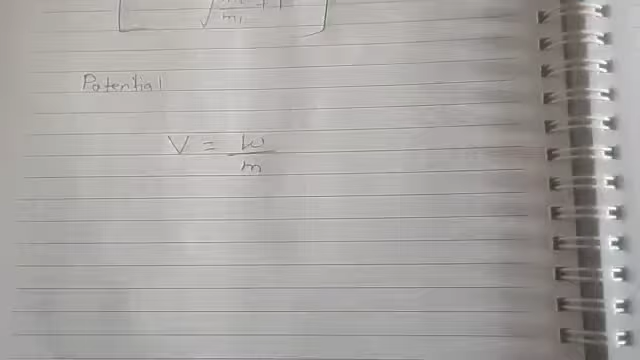 Potential
V = W
m